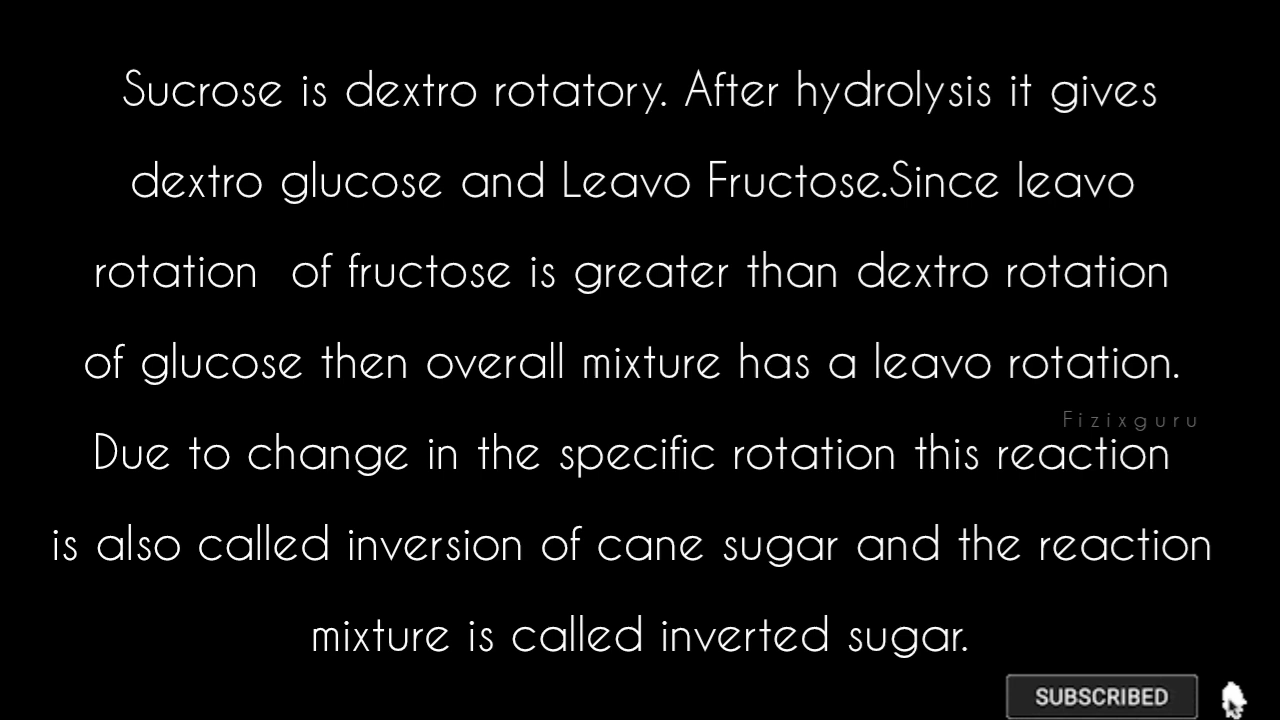 Sucrose is dextro rotatory. After hydrolysis it gives
dextro glucose and Leavo Fructose.Since leavo
rotation  of fructose is greater than dextro rotation
of glucose then overall mixture has a leavo rotation.
Fizixguru
Due to change in the specific rotation this reaction
is also called inversion of cane sugar and the reaction
mixture is called inverted sugar.
SUBSCRIBED